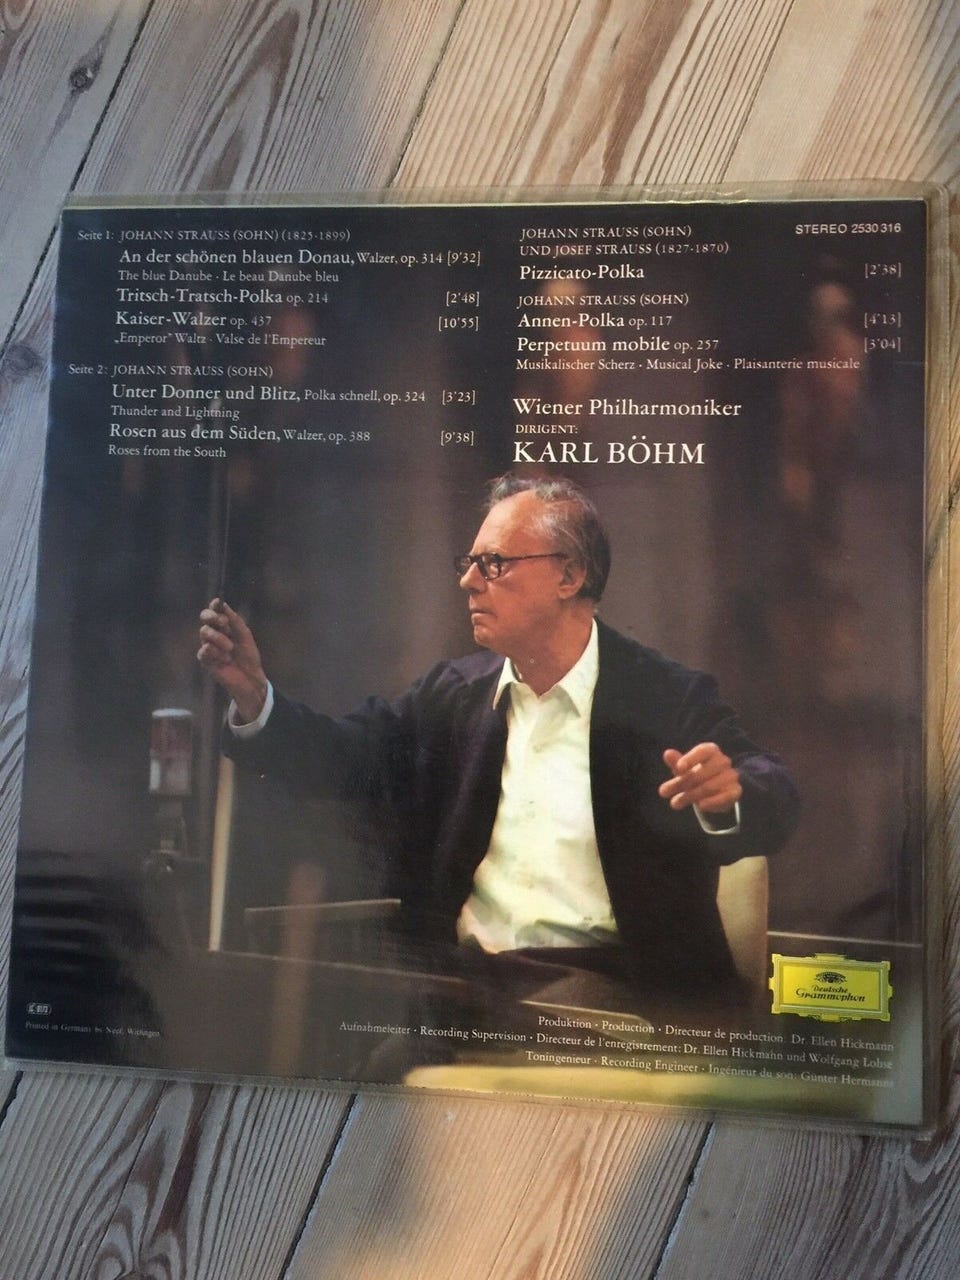 Seite 1: JOHANN STRAUSS (SOHN) (1825-1899)
An der schönen blauen Donau, Walzer, op. 314 [9'32]
The blue Danube · Le beau Danube bleu
Tritsch-Tratsch-Polka op. 214 [2'48]
Kaiser-Walzer op. 437 [10'55]
„Emperor" Waltz · Valse de l'Empereur
Seite 2: JOHANN STRAUSS (SOHN)
Unter Donner und Blitz, Polka schnell, op. 324 [3'23]
Thunder and Lightning
Rosen aus dem Süden, Walzer, op. 388 [9'38]
Roses from the South
STEREO 2530 316
JOHANN STRAUSS (SOHN)
UND JOSEF STRAUSS (1827-1870)
Pizzicato-Polka [2'38]
JOHANN STRAUSS (SOHN)
Annen-Polka op. 117 [4'13]
Perpetuum mobile op. 257 [3'04]
Musikalischer Scherz · Musical Joke · Plaisanterie musicale
Wiener Philharmoniker
DIRIGENT:
KARL BÖHM
Deutsche
Grammophon
Printed in Germany by Neef, Wittingen
Produktion · Production · Directeur de production: Dr. Ellen Hickmann
Aufnahmeleiter · Recording Supervision · Directeur de l'enregistrement: Dr. Ellen Hickmann und Wolfgang Lohse
Toningenieur · Recording Engineer · Ingénieur du son: Günter Hermanns